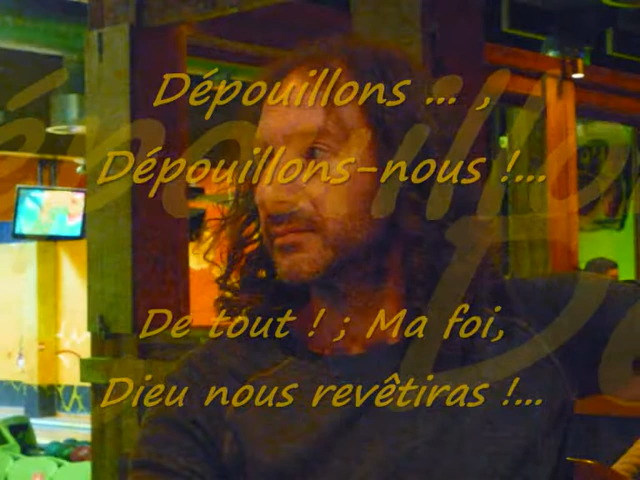 Dépouillons ... ,
Dépouillons-nous !...
De tout ! ; Ma foi,
Dieu nous revêtiras !...